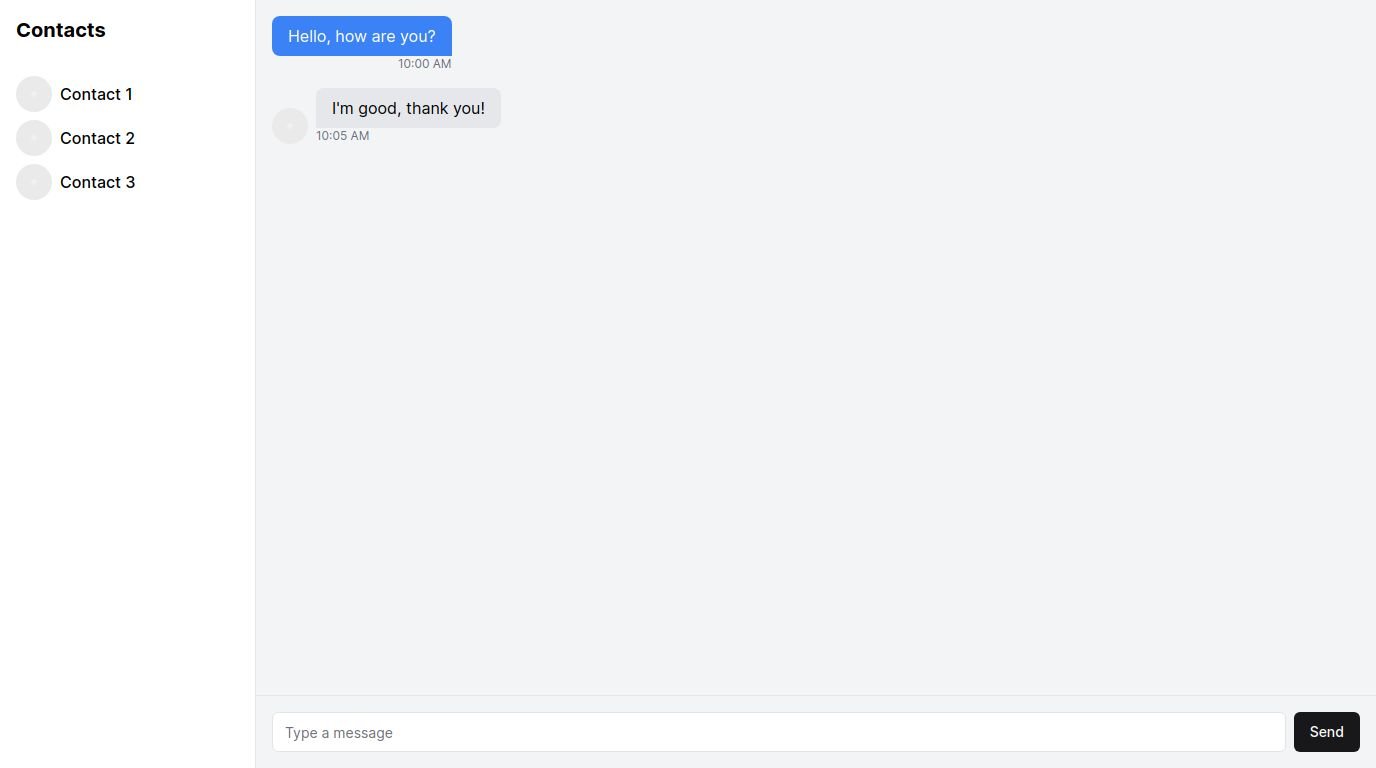 Contacts
Contact 1
Contact 2
Contact 3
Hello, how are you?
10:00 AM
I'm good, thank you!
10:05 AM
Type a message
Send